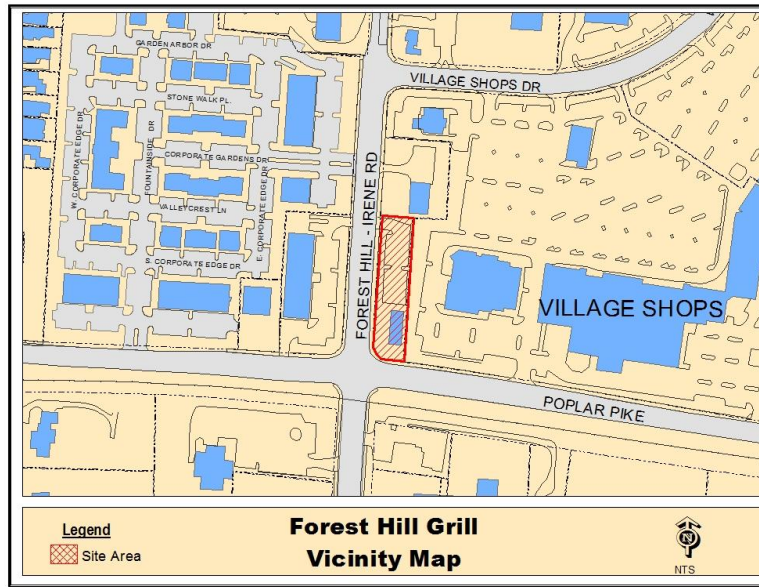 GARDEN ARBOR DR
VILLAGE SHOPS DR
STONE WALK PL.
W. CORPORATE EDGE DR
FOUNTAINSIDE DR
CORPORATE GARDENS DR
E. CORPORATE EDGE DR
VALLEYCREST LN
S. CORPORATE EDGE DR
FOREST HILL - IRENE RD
VILLAGE SHOPS
POPLAR PIKE
Legend
Site Area
Forest Hill Grill
Vicinity Map
N
NTS